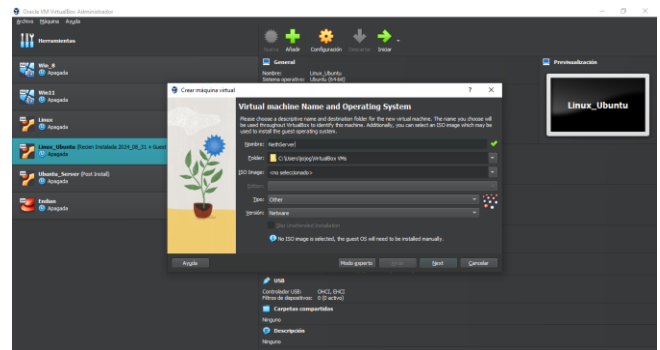 Oracle VM VirtualBox Administrador
Archivo Máquina Ayuda
Herramientas
Nueva Añadir Configuración Descartar Iniciar
Win_8
Apagada
Win11
Apagada
Linux
Apagada
Linux_Ubuntu (Recien Instalada 2024_08_31 > Guest
Apagada
Ubuntu_Server (Post Install)
Apagada
Endian
Apagada
General
Nombre: Linux_Ubuntu
Sistema operativo: Ubuntu (64-bit)
Previsualización
Linux_Ubuntu
Crear máquina virtual
Virtual machine Name and Operating System
Please choose a descriptive name and destination folder for the new virtual machine. The name you choose will
be used throughout VirtualBox to identify this machine. Additionally, you can select an ISO image which may be
used to install the guest operating system.
Nombre: NethServer
Folder: VirtualBox VMs
ISO Image: <no seleccionado>
Tipo: Other
Versión: Netware
Skip Unattended Installation
No ISO image is selected, the guest OS will need to be installed manually.
Ayuda Modo experto Next Cancelar
USB
Controlador USB: OHCI, EHCI
Filtros de dispositivos: 0 (0 activo)
Carpetas compartidas
Ninguno
Descripción
Ninguno